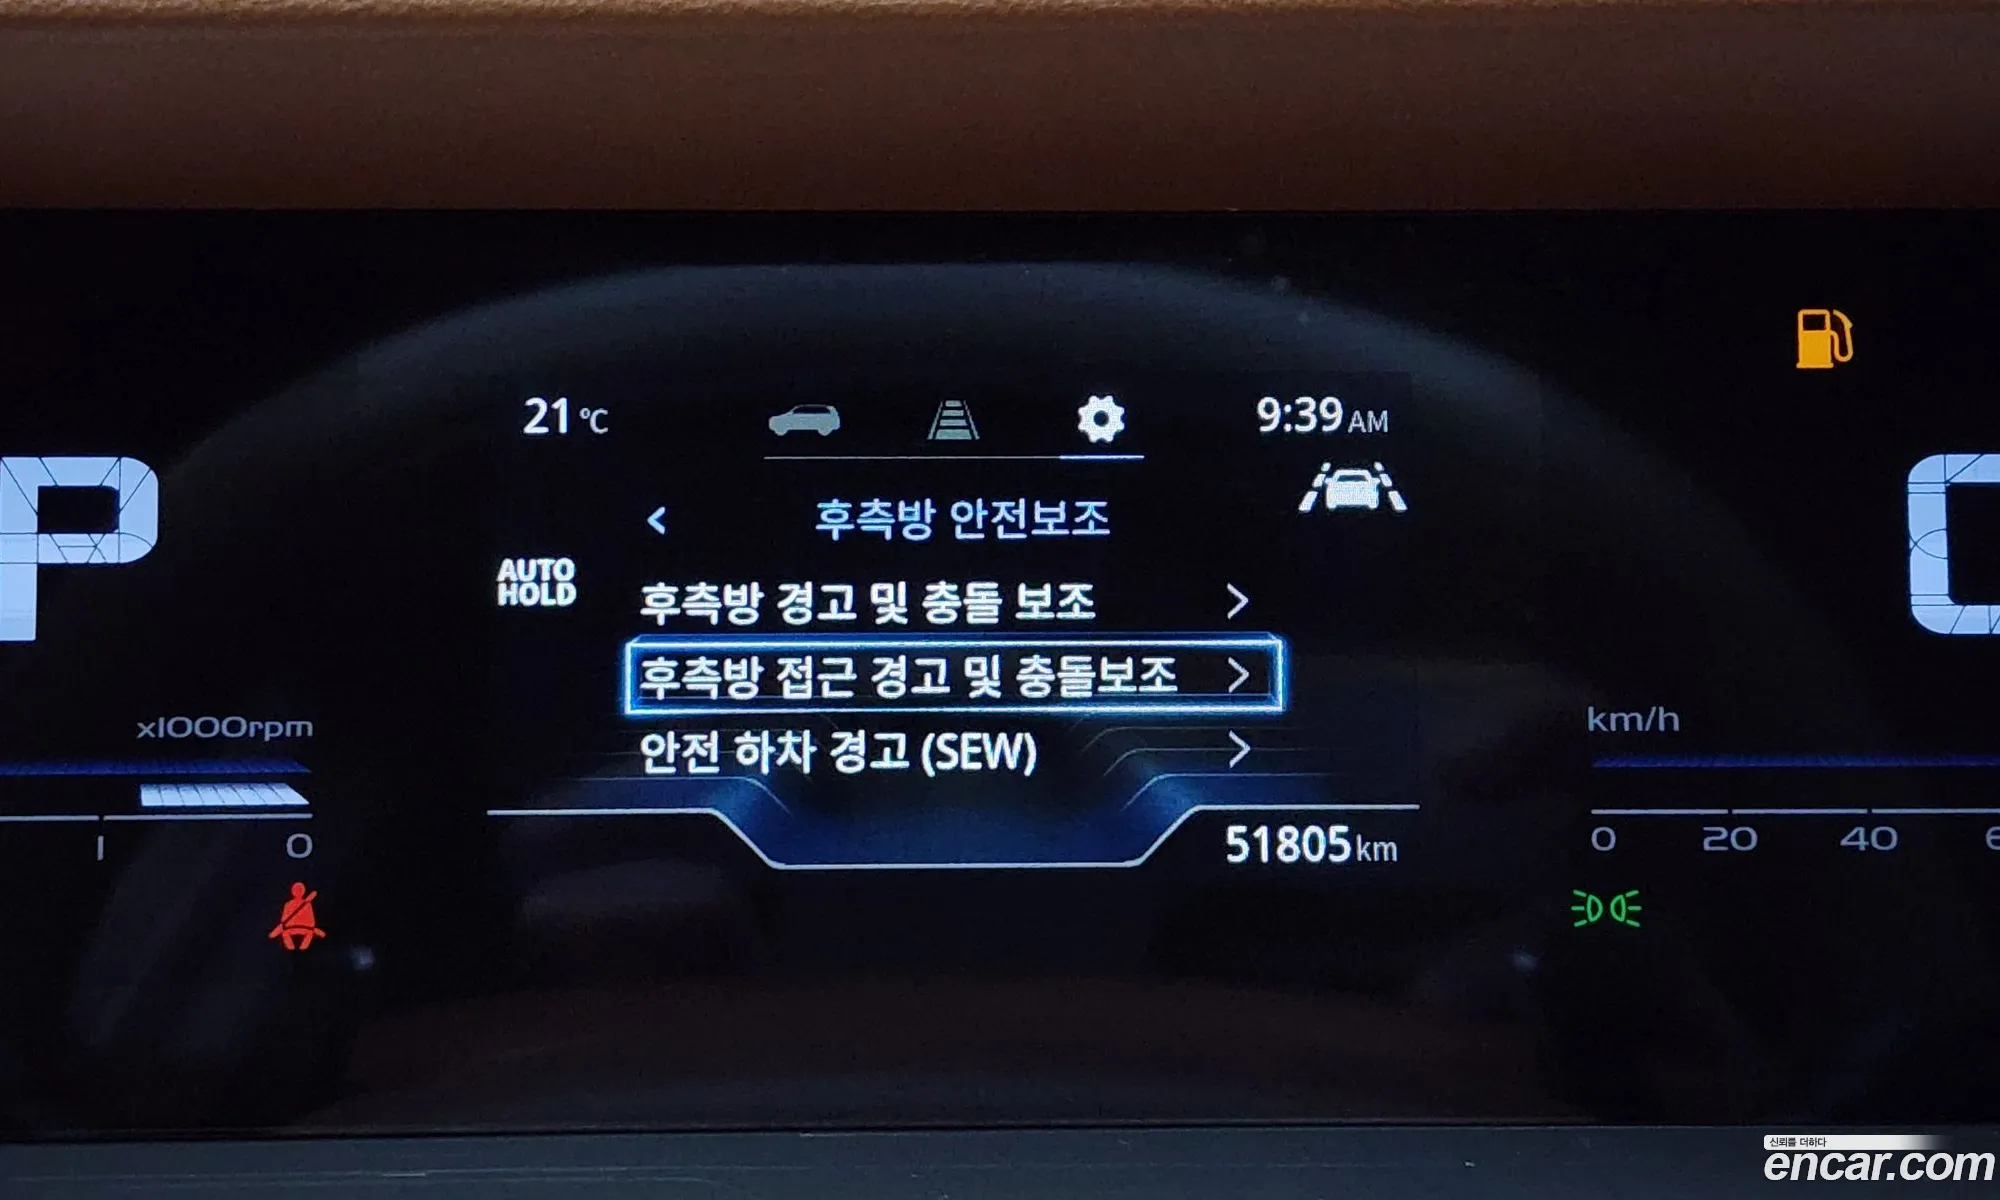 21℃
9:39 AM
후측방 안전보조
P
AUTO
HOLD
후측방 경고 및 충돌 보조
후측방 접근 경고 및 충돌보조
안전 하차 경고 (SEW)
x1000rpm
km/h
1
0
51805 km
0
20
40
신뢰를 더하다
encar.com